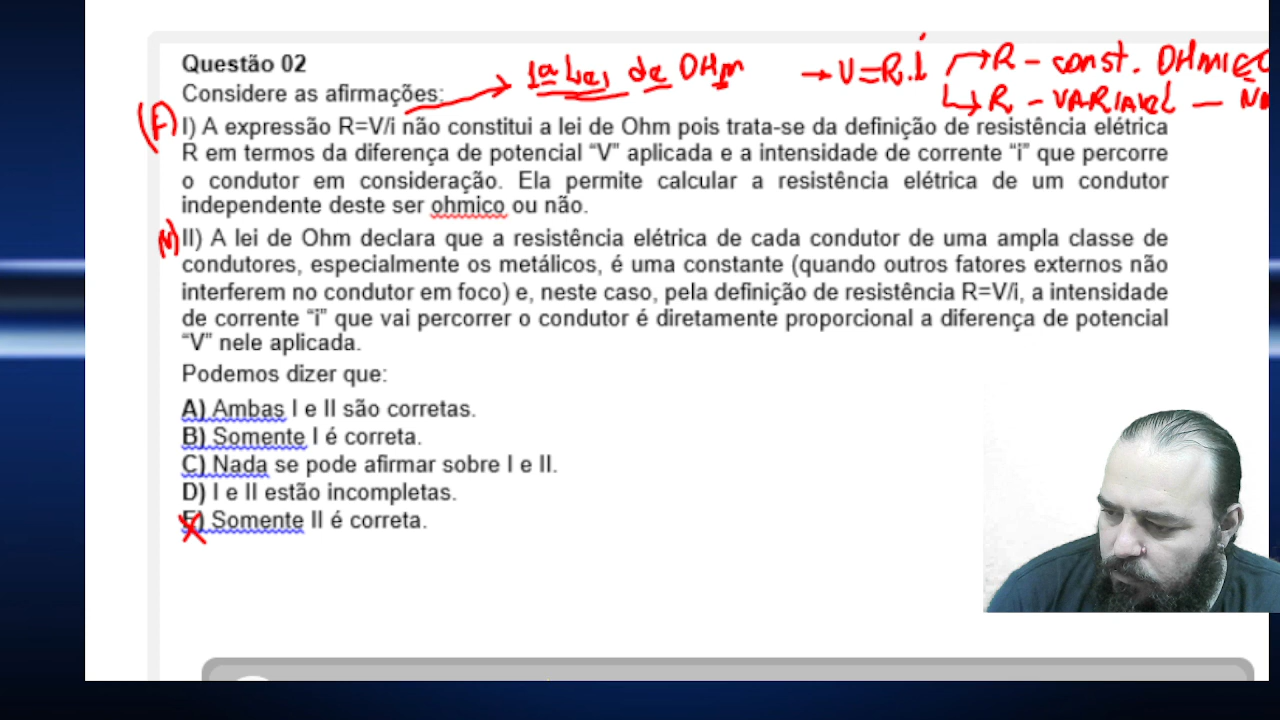 Questão 02
1a Lei de OHm → V=R.i → R - const. OHMICO
Considere as afirmações:
↳ R - VARIAVEL -
(F) I) A expressão R=V/i não constitui a lei de Ohm pois trata-se da definição de resistência elétrica
R em termos da diferença de potencial “V” aplicada e a intensidade de corrente “i” que percorre
o condutor em consideração. Ela permite calcular a resistência elétrica de um condutor
independente deste ser ohmico ou não.
II) A lei de Ohm declara que a resistência elétrica de cada condutor de uma ampla classe de
condutores, especialmente os metálicos, é uma constante (quando outros fatores externos não
interferem no condutor em foco) e, neste caso, pela definição de resistência R=V/i, a intensidade
de corrente “i” que vai percorrer o condutor é diretamente proporcional a diferença de potencial
“V” nele aplicada.
Podemos dizer que:
A) Ambas I e II são corretas.
B) Somente I é correta.
C) Nada se pode afirmar sobre I e II.
D) I e II estão incompletas.
E) Somente II é correta.